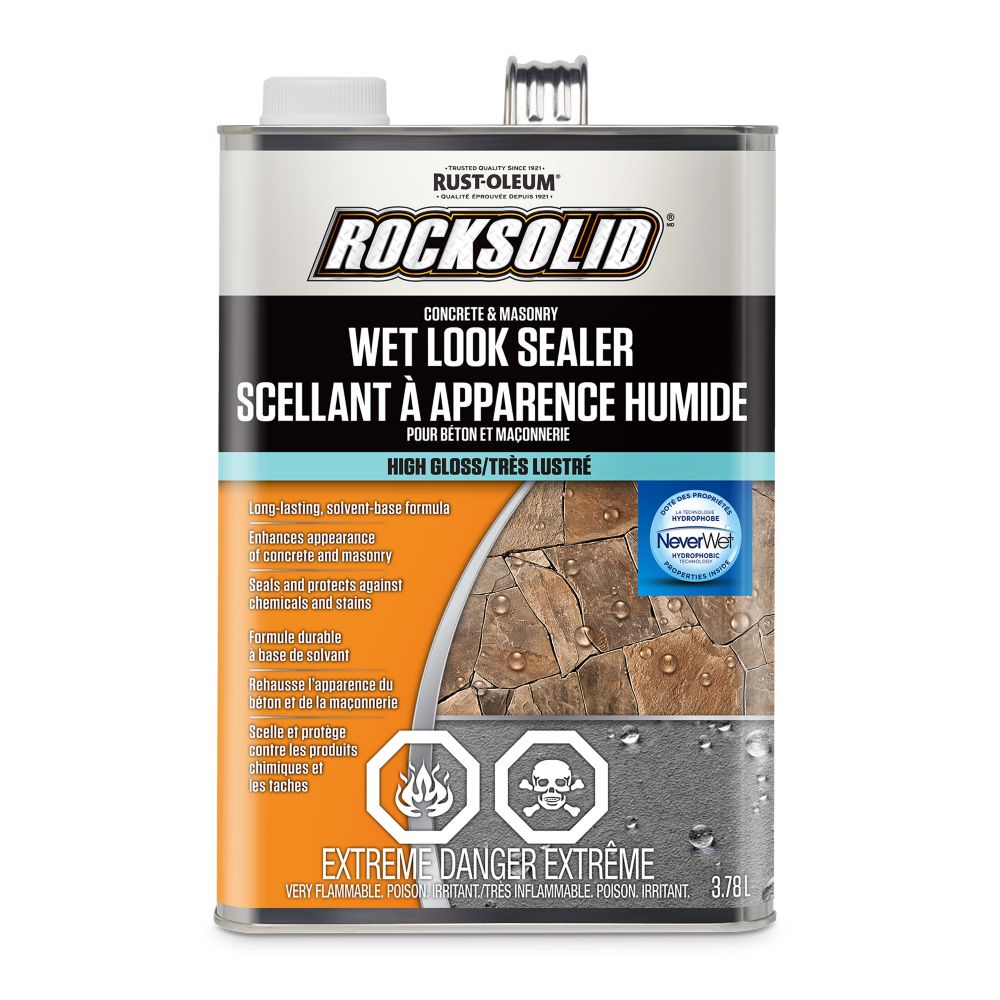 • TRUSTED QUALITY SINCE 1921 •
RUST-OLEUM®
• QUALITÉ ÉPROUVÉE DEPUIS 1921 •
ROCKSOLID ®
MD
CONCRETE & MASONRY
WET LOOK SEALER
SCELLANT À APPARENCE HUMIDE
POUR BÉTON ET MAÇONNERIE
HIGH GLOSS/TRÈS LUSTRÉ
Long-lasting, solvent-base formula
Enhances appearance
of concrete and masonry
Seals and protects against
chemicals and stains
Formule durable
à base de solvant
Rehausse l'apparence du
béton et de la maçonnerie
Scelle et protège
contre les produits
chimiques et
les taches
DOTÉ DES PROPRIÉTÉS
LA TECHNOLOGIE
HYDROPHOBE
NeverWet
HYDROPHOBIC
TECHNOLOGY
PROPERTIES INSIDE
EXTREME DANGER EXTRÊME
VERY FLAMMABLE. POISON. IRRITANT./TRÈS INFLAMMABLE. POISON. IRRITANT.
3.78 L